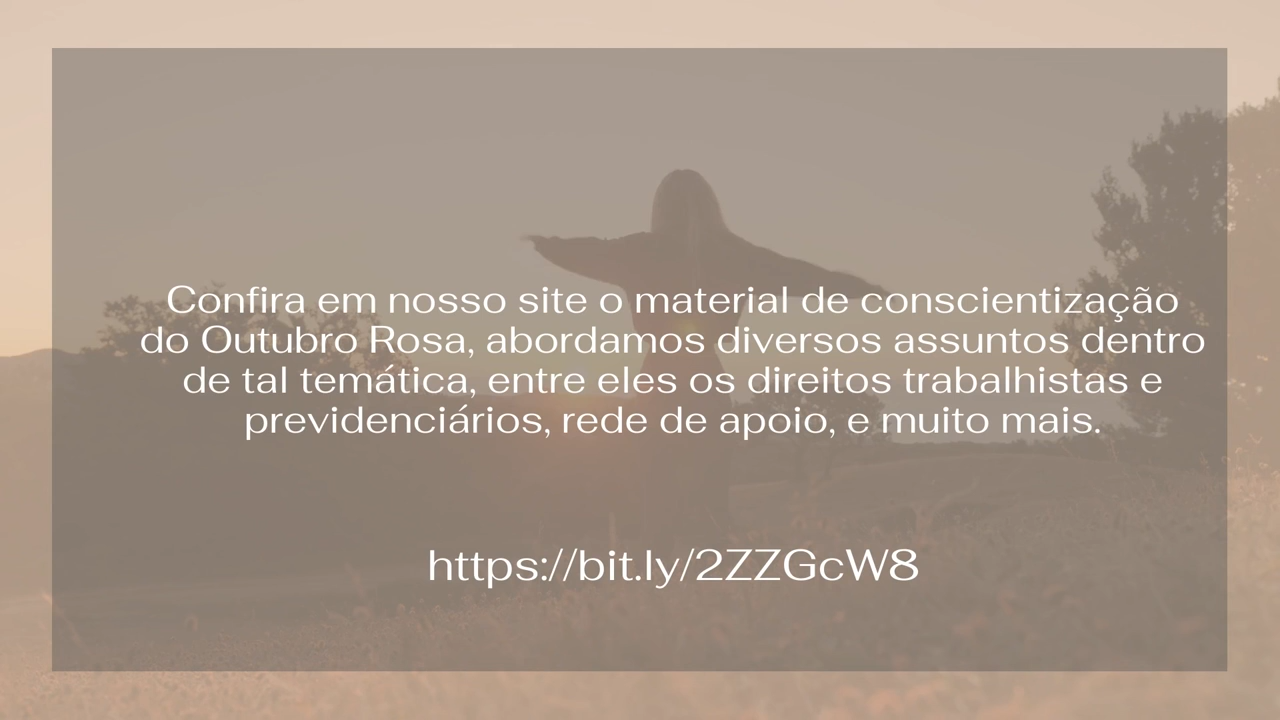 Confira em nosso site o material de conscientização
do Outubro Rosa, abordamos diversos assuntos dentro
de tal temática, entre eles os direitos trabalhistas e
previdenciários, rede de apoio, e muito mais.
https://bit.ly/2ZZGcW8